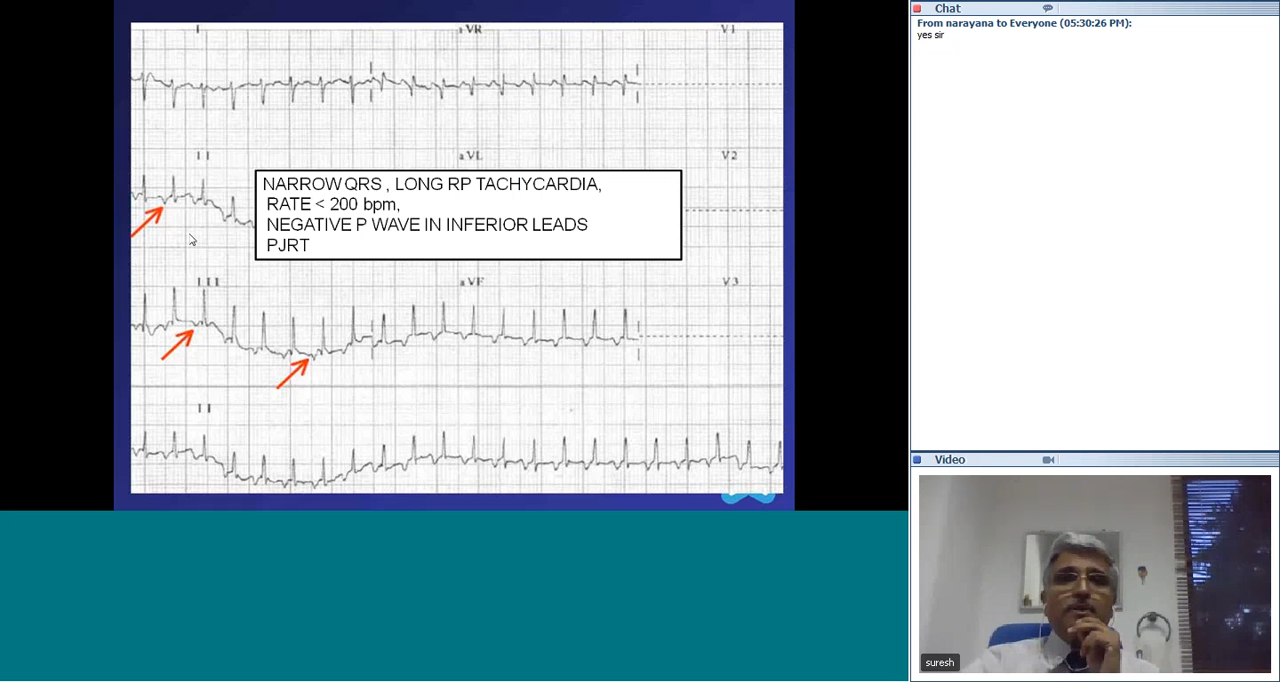 I
aVR
V1
II
aVL
V2
NARROW QRS , LONG RP TACHYCARDIA,
RATE < 200 bpm,
NEGATIVE P WAVE IN INFERIOR LEADS
PJRT
III
aVF
V3
II
Chat
From narayana to Everyone (05:30:26 PM):
yes sir
Video
suresh